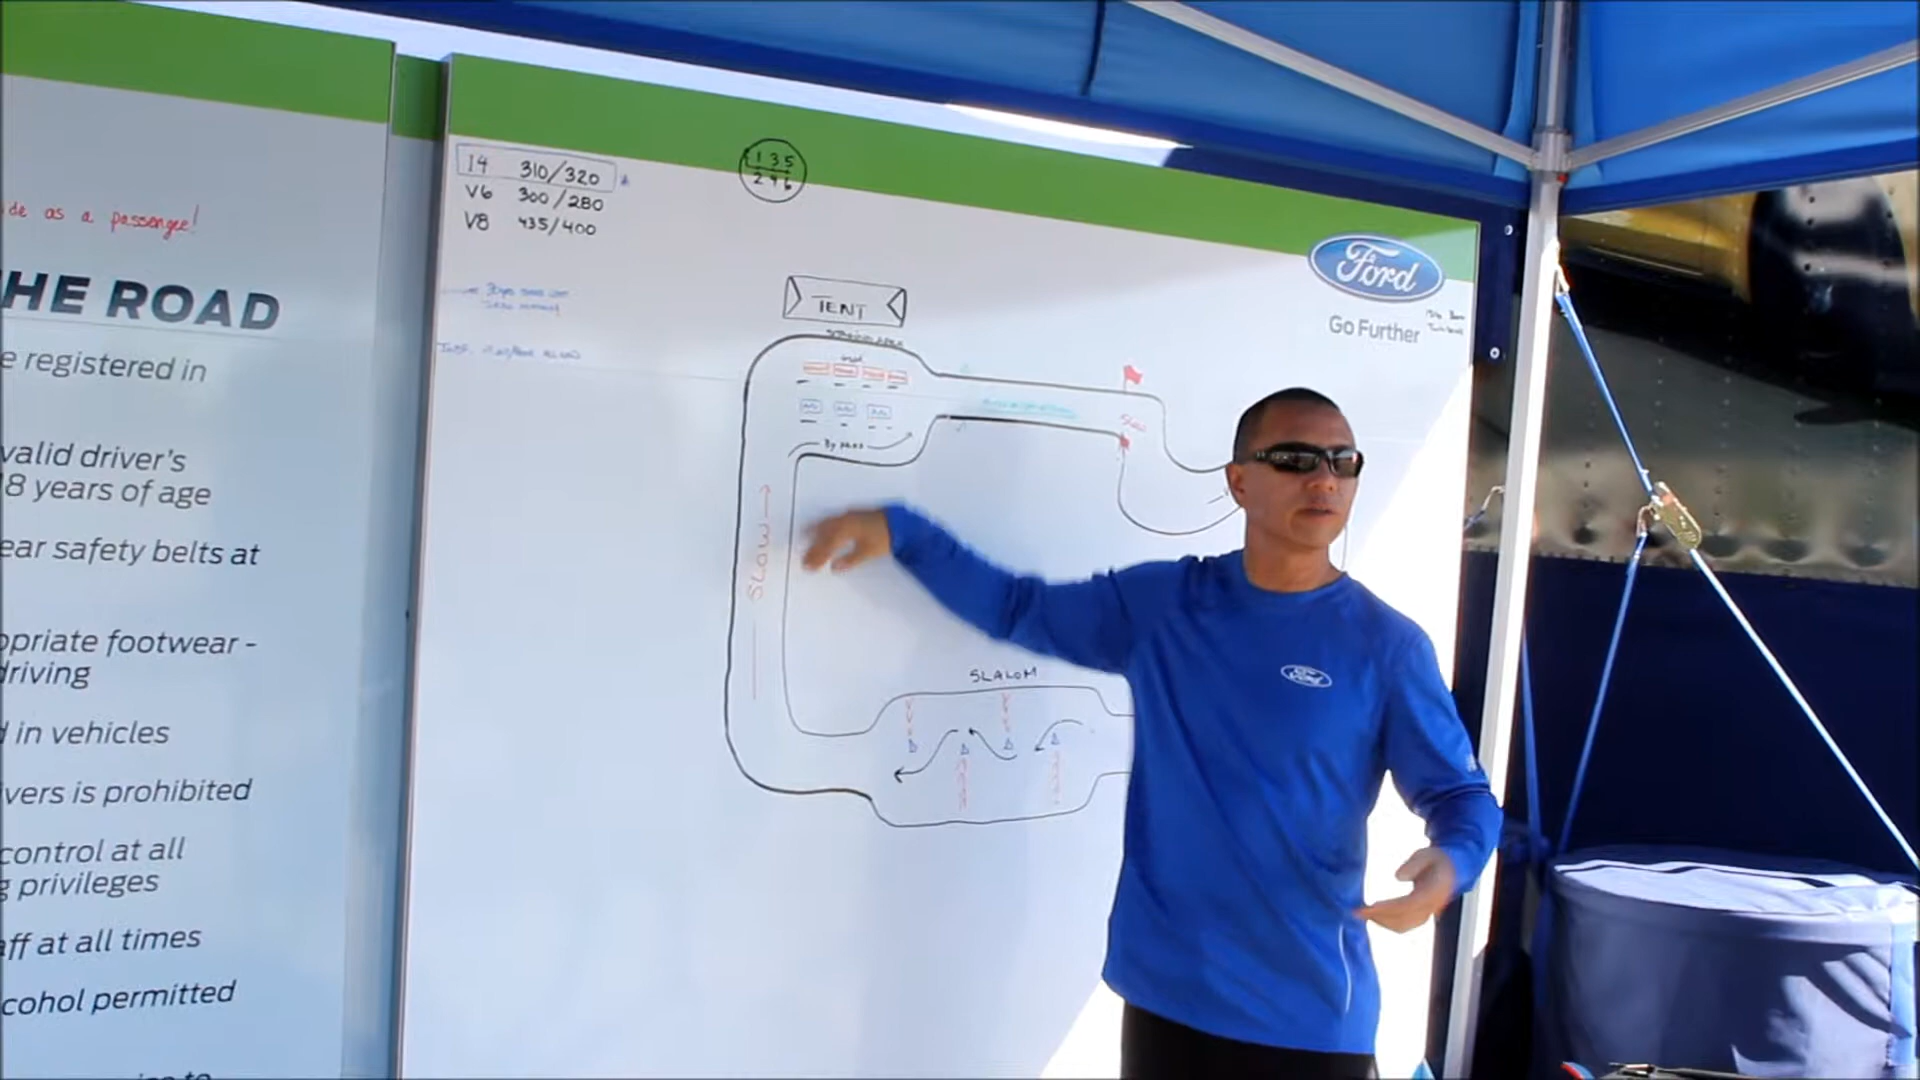 de as a passenger!
HE ROAD
e registered in
valid driver's
8 years of age
ear safety belts at
opriate footwear -
driving
d in vehicles
vers is prohibited
control at all
g privileges
aff at all times
cohol permitted
I4 310/320
V6 300/280
V8 435/400
1 3 5
2 4 6
Ford
Go Further
TENT
By pass
SLOW
SLALOM
Ford